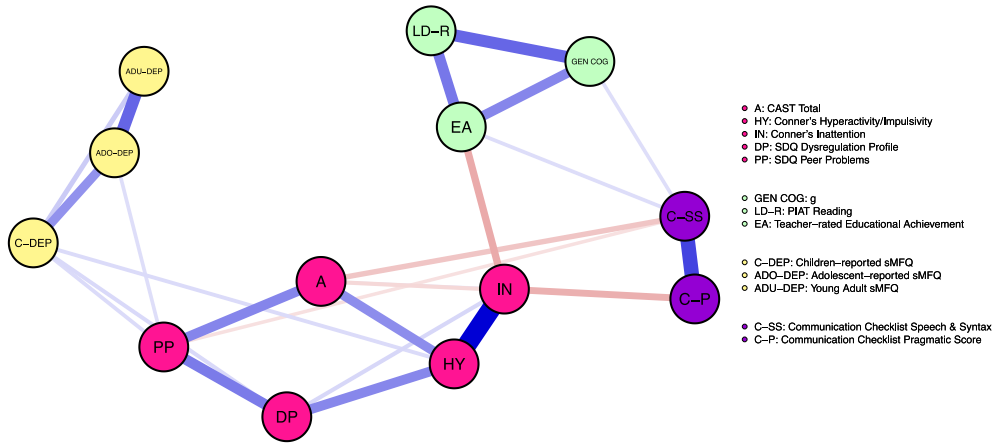 LD−R
GEN COG
ADU−DEP
EA
ADO−DEP
C−SS
C−DEP
A
IN
C−P
PP
HY
DP
A: CAST Total
HY: Conner's Hyperactivity/Impulsivity
IN: Conner's Inattention
DP: SDQ Dysregulation Profile
PP: SDQ Peer Problems
GEN COG: g
LD−R: PIAT Reading
EA: Teacher−rated Educational Achievement
C−DEP: Children−reported sMFQ
ADO−DEP: Adolescent−reported sMFQ
ADU−DEP: Young Adult sMFQ
C−SS: Communication Checklist Speech & Syntax
C−P: Communication Checklist Pragmatic Score